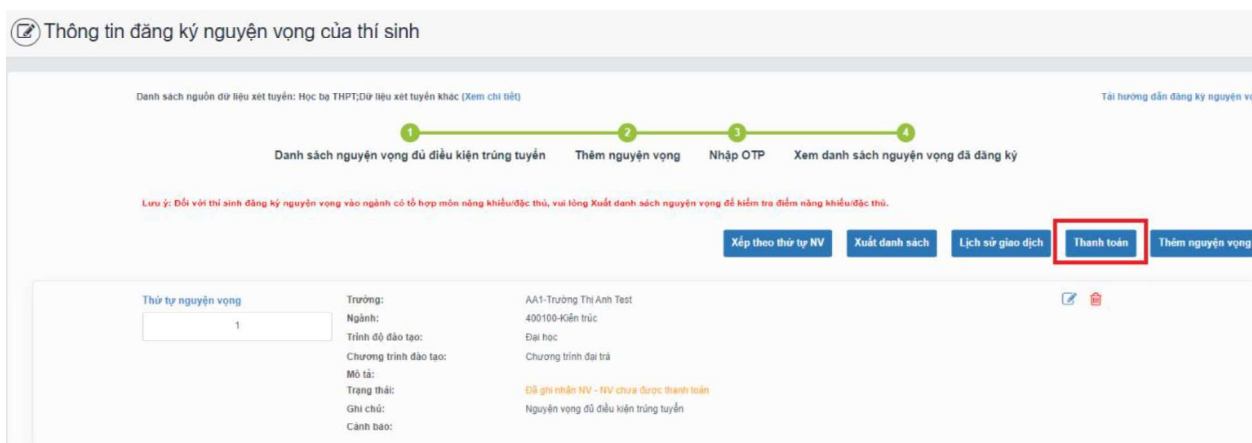 Thông tin đăng ký nguyện vọng của thí sinh
Danh sách nguồn dữ liệu xét tuyển: Học bạ THPT;Dữ liệu xét tuyển khác (Xem chi tiết)
Tải hướng dẫn đăng ký nguyện vọ
1 2 3 4
Danh sách nguyện vọng đủ điều kiện trúng tuyển Thêm nguyện vọng Nhập OTP Xem danh sách nguyện vọng đã đăng ký
Lưu ý: Đối với thí sinh đăng ký nguyện vọng vào ngành có tổ hợp môn năng khiếu/đặc thù, vui lòng Xuất danh sách nguyện vọng để kiểm tra điểm năng khiếu/đặc thù.
Xếp theo thứ tự NV Xuất danh sách Lịch sử giao dịch Thanh toán Thêm nguyện vọng
Thứ tự nguyện vọng
1
Trường: AA1-Trường Thị Anh Test
Ngành: 400100-Kiến trúc
Trình độ đào tạo: Đại học
Chương trình đào tạo: Chương trình đại trà
Mô tả:
Trạng thái: Đã ghi nhận NV - NV chưa được thanh toán
Ghi chú: Nguyện vọng đủ điều kiện trúng tuyển
Cảnh báo: